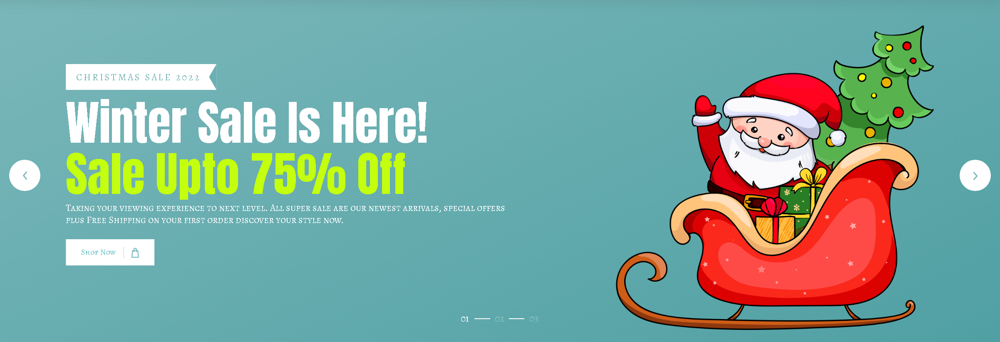 CHRISTMAS SALE 2022
Winter Sale Is Here!
Sale Upto 75% Off
Taking your viewing experience to next level. All super sale are our newest arrivals, special offers
plus Free Shipping on your first order discover your style now.
Shop Now
01 02 03